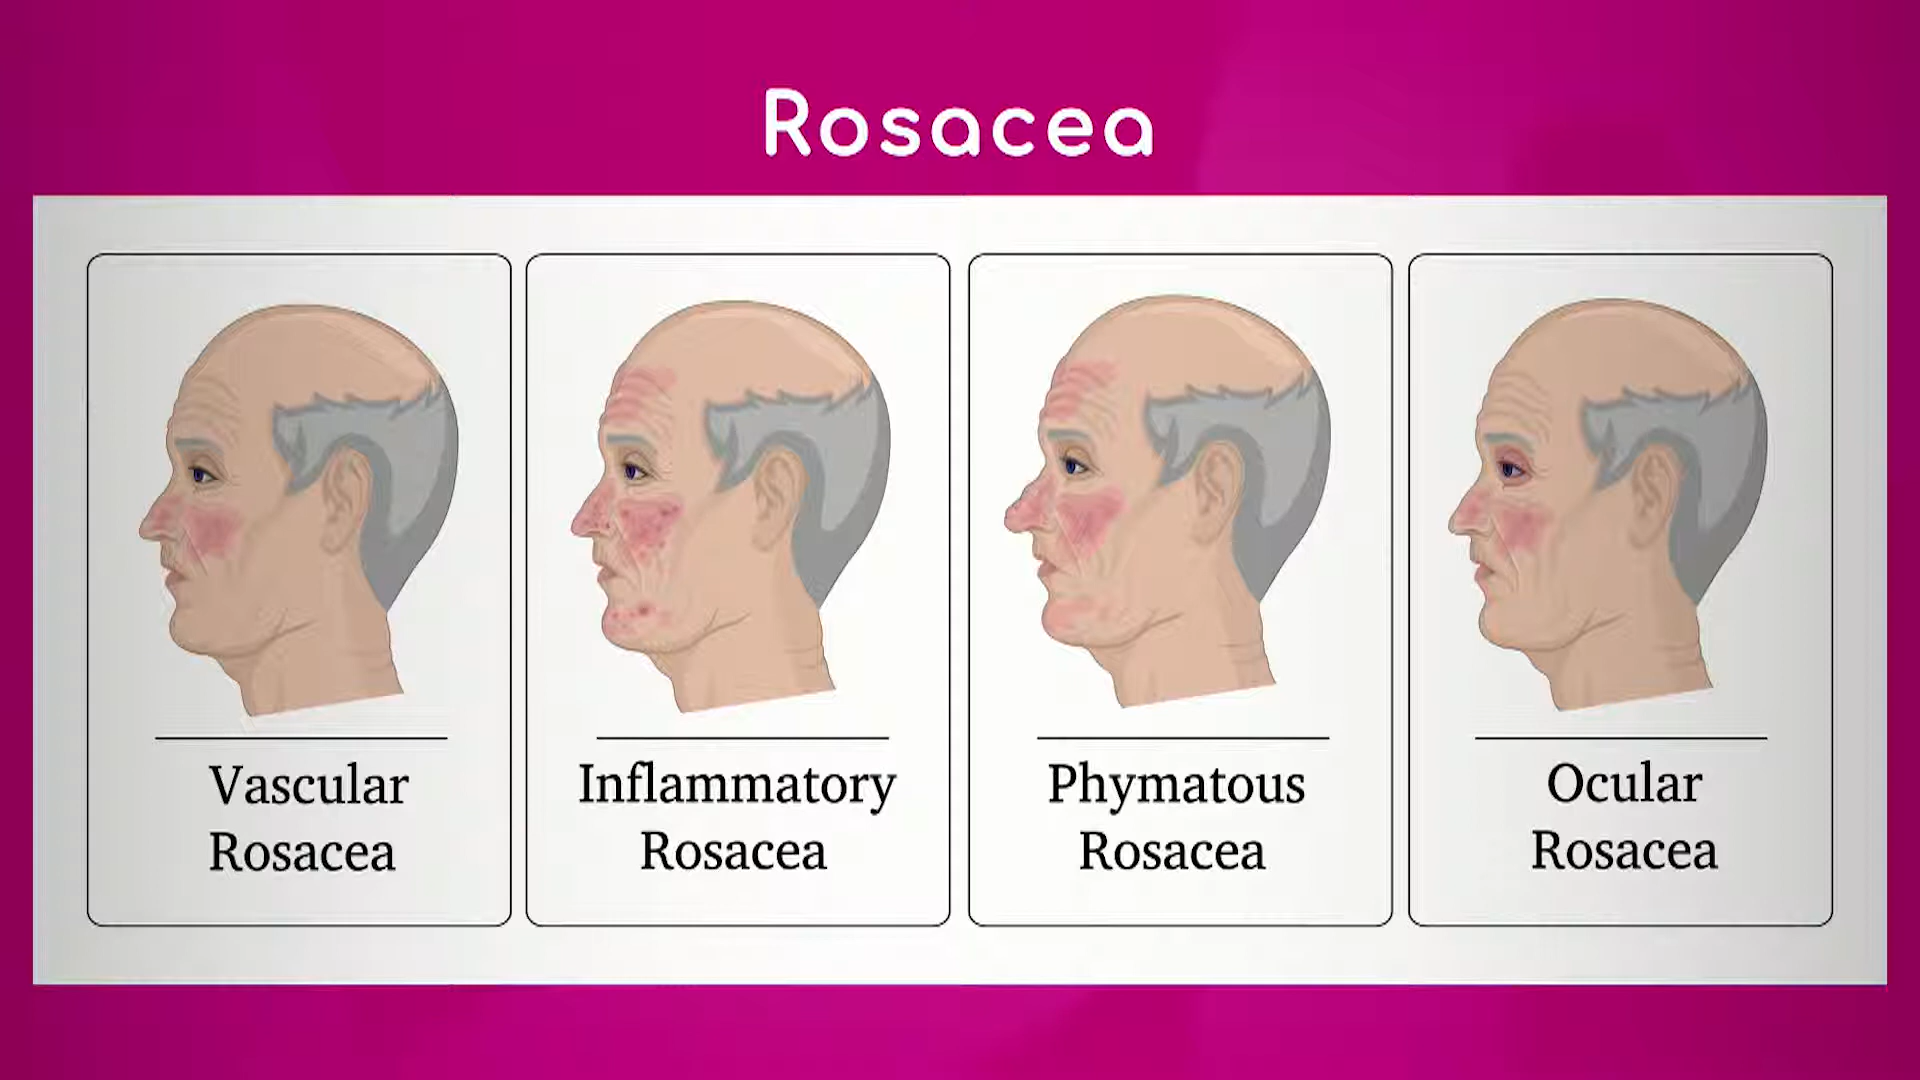 Rosacea
Vascular
Rosacea
Inflammatory
Rosacea
Phymatous
Rosacea
Ocular
Rosacea